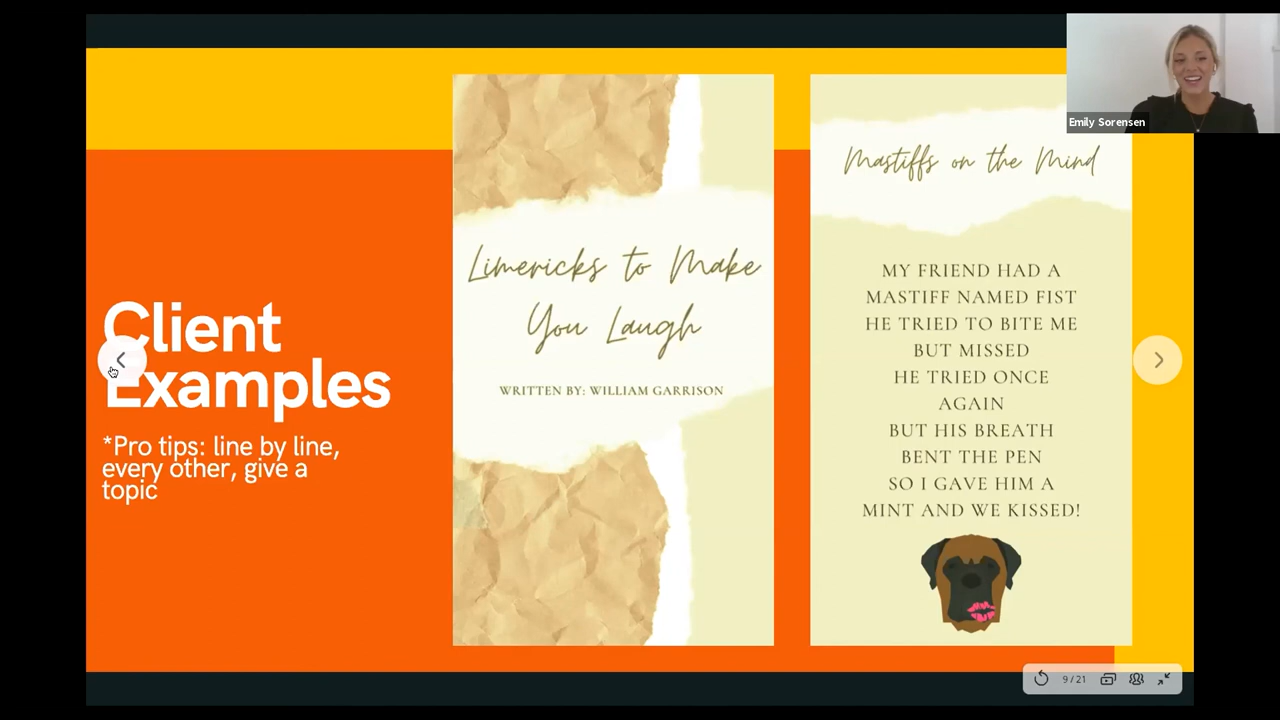 Emily Sorensen
Client
Examples
*Pro tips: line by line,
every other, give a
topic
Limericks to Make
You Laugh
WRITTEN BY: WILLIAM GARRISON
Mastiffs on the Mind
MY FRIEND HAD A
MASTIFF NAMED FIST
HE TRIED TO BITE ME
BUT MISSED
HE TRIED ONCE
AGAIN
BUT HIS BREATH
BENT THE PEN
SO I GAVE HIM A
MINT AND WE KISSED!
9 / 21